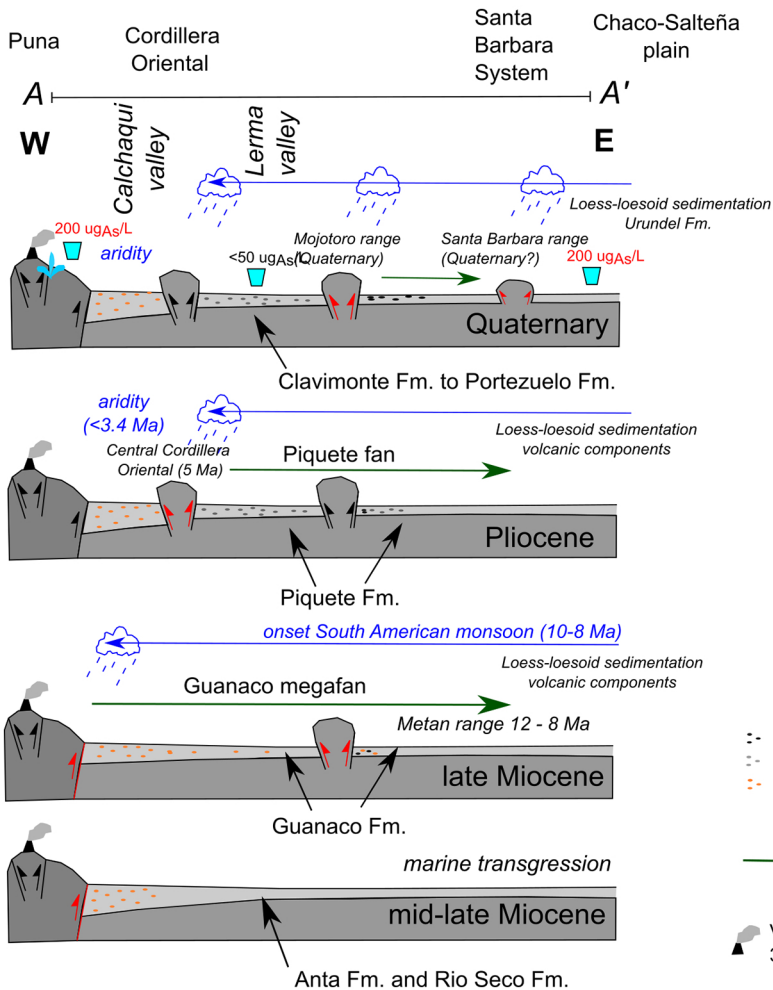 Puna
Cordillera
Oriental
Santa
Barbara
System
Chaco-Salteña
plain
A
A'
W
E
Calchaqui
valley
Lerma
valley
Loess-loesoid sedimentation
Urundel Fm.
200 ugAs/L
aridity
<50 ugAs/L
Mojotoro range
(Quaternary)
Santa Barbara range
(Quaternary?)
200 ugAs/L
Quaternary
Clavimonte Fm. to Portezuelo Fm.
aridity
(<3.4 Ma)
Loess-loesoid sedimentation
volcanic components
Central Cordillera
Oriental (5 Ma)
Piquete fan
Pliocene
Piquete Fm.
onset South American monsoon (10-8 Ma)
Loess-loesoid sedimentation
volcanic components
Guanaco megafan
Metan range 12 - 8 Ma
late Miocene
Guanaco Fm.
marine transgression
mid-late Miocene
Anta Fm. and Rio Seco Fm.